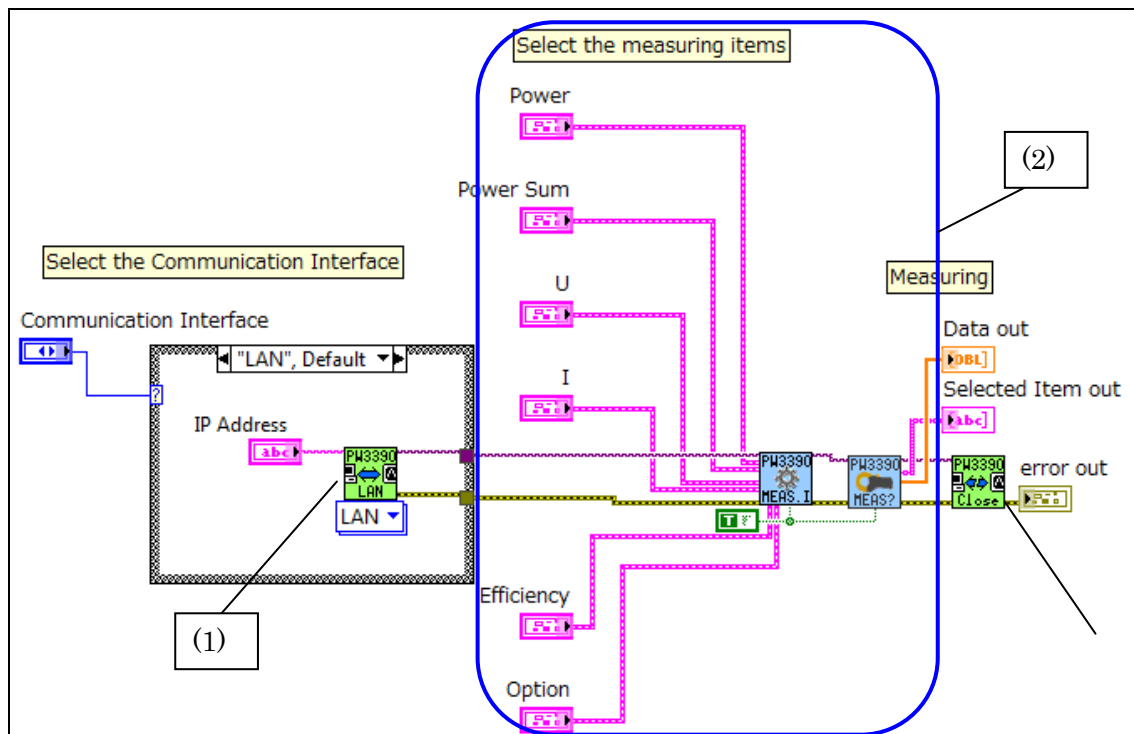 Select the measuring items
Power
(2)
Power Sum
Select the Communication Interface
U
Measuring
Communication Interface
Data out
"LAN", Default
DBL]
I
Selected Item out
?
abc]
IP Address
abc
PW3390
LAN
PW3390
MEAS.I
PW3390
MEAS?
PW3390
Close
error out
LAN
T
Efficiency
(1)
Option